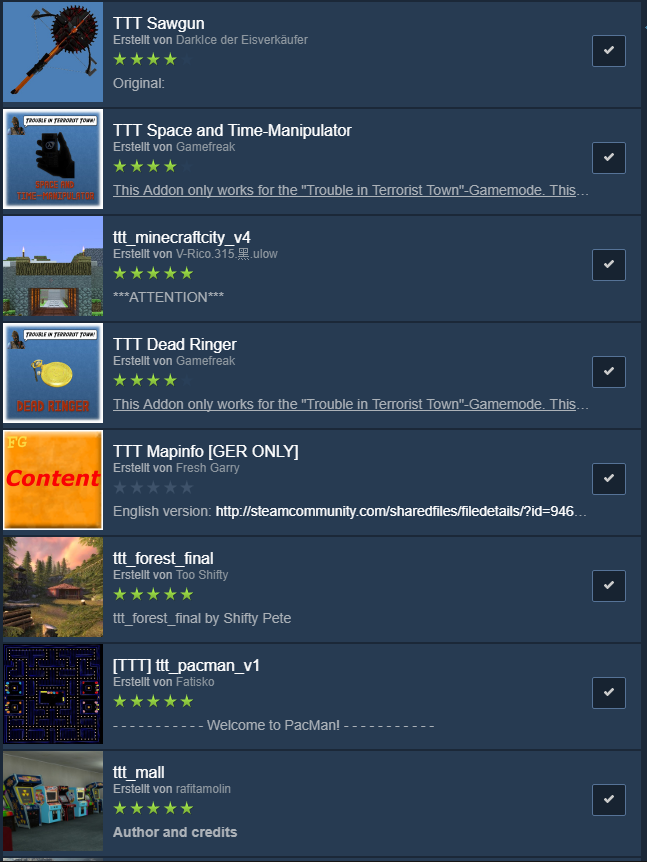 TTT Sawgun
Erstellt von DarkIce der Eisverkäufer
Original:
TROUBLE IN TERRORIST TOWN!
SPACE AND
TIME-MANIPULATOR
TTT Space and Time-Manipulator
Erstellt von Gamefreak
This Addon only works for the "Trouble in Terrorist Town"-Gamemode. This...
ttt_minecraftcity_v4
Erstellt von V-Rico.315.黑.ulow
***ATTENTION***
TROUBLE IN TERRORIST TOWN!
DEAD RINGER
TTT Dead Ringer
Erstellt von Gamefreak
This Addon only works for the "Trouble in Terrorist Town"-Gamemode. This...
FG
Content
TTT Mapinfo [GER ONLY]
Erstellt von Fresh Garry
English version: http://steamcommunity.com/sharedfiles/filedetails/?id=946...
ttt_forest_final
Erstellt von Too Shifty
ttt_forest_final by Shifty Pete
[TTT] ttt_pacman_v1
Erstellt von Fatisko
- - - - - - - - - - - Welcome to PacMan! - - - - - - - - - - -
ttt_mall
Erstellt von rafitamolin
Author and credits